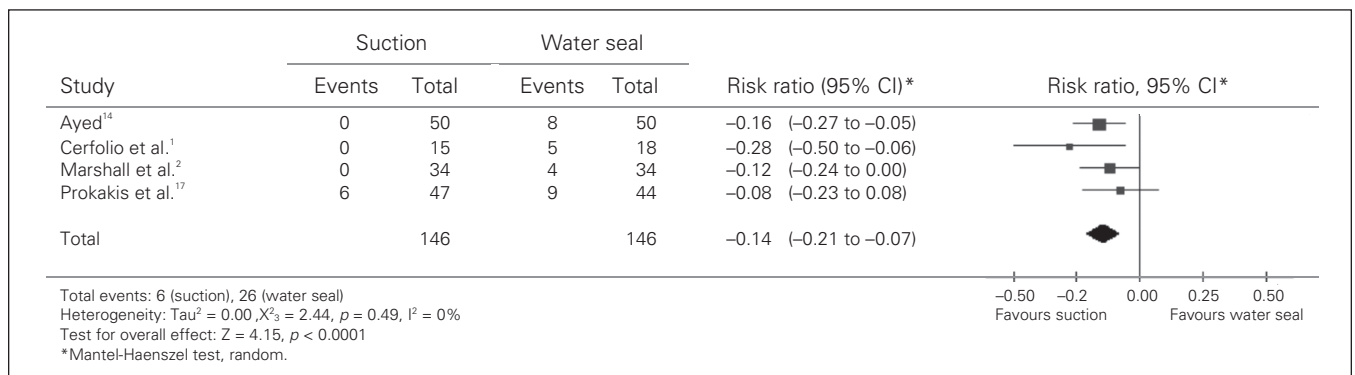 Suction Water seal
Study Events Total Events Total Risk ratio (95% CI)* Risk ratio, 95% CI*
Ayed¹⁴ 0 50 8 50 –0.16 (–0.27 to –0.05)
Cerfolio et al.¹ 0 15 5 18 –0.28 (–0.50 to –0.06)
Marshall et al.² 0 34 4 34 –0.12 (–0.24 to 0.00)
Prokakis et al.¹⁷ 6 47 9 44 –0.08 (–0.23 to 0.08)
Total 146 146 –0.14 (–0.21 to –0.07)
–0.50 –0.2 0.00 0.25 0.50
Favours suction Favours water seal
Total events: 6 (suction), 26 (water seal)
Heterogeneity: Tau² = 0.00 ,X²₃ = 2.44, p = 0.49, I² = 0%
Test for overall effect: Z = 4.15, p < 0.0001
*Mantel-Haenszel test, random.